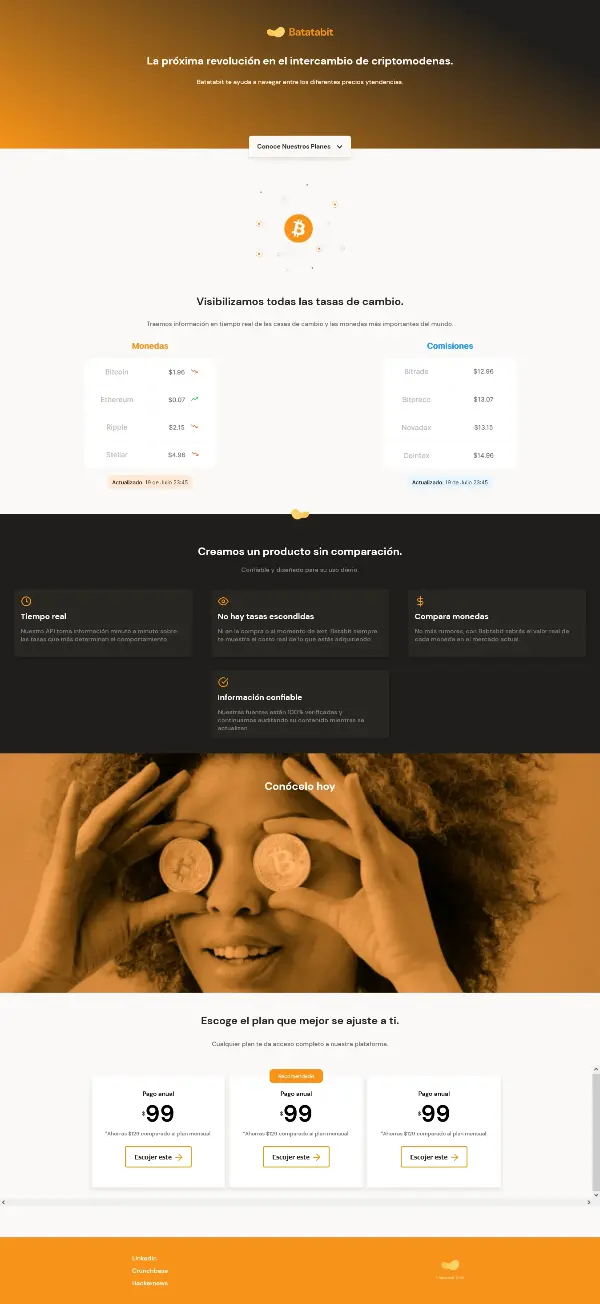 Batatabit
La próxima revolución en el intercambio de criptomodenas.
Batatabit te ayuda a navegar entre los diferentes precios ytendencias.
Conoce Nuestros Planes
Visibilizamos todas las tasas de cambio.
Traemos información en tiempo real de las casas de cambio y las monedas más importantes del mundo.
Monedas
Bitcoin $1.96
Ethereum $0.07
Ripple $2.15
Similar $4.96
Actualizado: 19 de Julio 23:45
Comisiones
Bitrade $12.96
Bitpreco $13.07
Novadax $13.15
Cointex $14.96
Actualizado: 19 de Julio 23:45
Creamos un producto sin comparación.
Confiable y diseñado para su uso diario.
Tiempo real
Nuestro API toma información minuto a minuto sobre
las tasas que más determinan el comportamiento.
No hay tasas escondidas
Ni en la compra o al momento de exit, Batabit siempre
te muestra el costo real de lo que estás adquiriendo.
Compara monedas
No más rumores, con Batatabit sabrás el valor real de
cada moneda en el mercado actual.
Información confiable
Nuestras fuentes están 100% verificadas y
continuamos auditando su contenido mientras se
actualizan
Conócelo hoy
Escoge el plan que mejor se ajuste a ti.
Cualquier plan te da acceso completo a nuestra plataforma.
Pago anual
$99
*Ahorras $129 comparado al plan mensual
Escojer este
Recomendado
Pago anual
$99
*Ahorras $129 comparado al plan mensual
Escojer este
Pago anual
$99
*Ahorras $129 comparado al plan mensual
Escojer este
Linkedin
Crunchbase
Hackernews